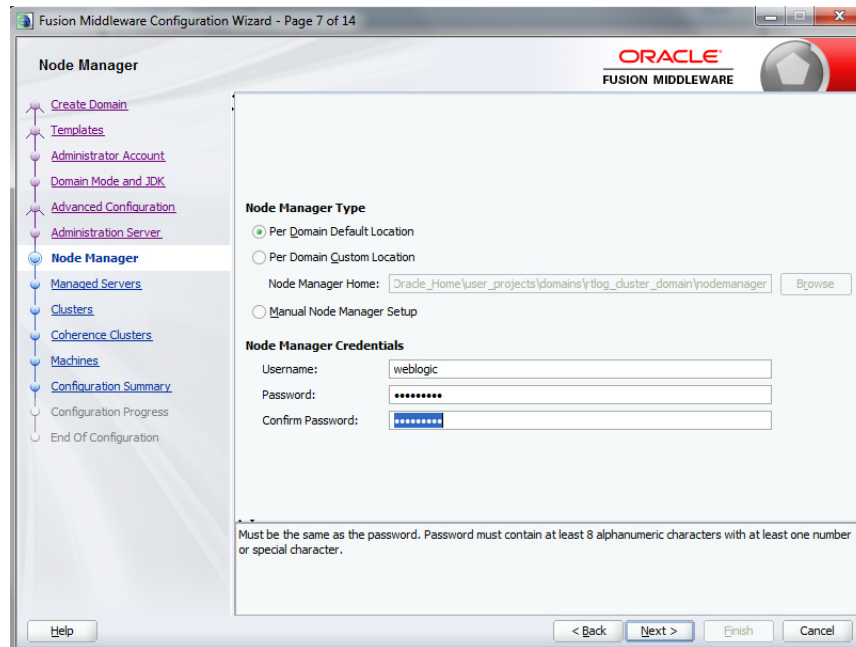 Fusion Middleware Configuration Wizard - Page 7 of 14
Node Manager
ORACLE
FUSION MIDDLEWARE
Create Domain
Templates
Administrator Account
Domain Mode and JDK
Advanced Configuration
Administration Server
Node Manager
Managed Servers
Clusters
Coherence Clusters
Machines
Configuration Summary
Configuration Progress
End Of Configuration
Node Manager Type
Per Domain Default Location
Per Domain Custom Location
Node Manager Home: Oracle_Home\user_projects\domains\rtlog_cluster_domain\nodemanager Browse
Manual Node Manager Setup
Node Manager Credentials
Username: weblogic
Password: •••••••••
Confirm Password: •••••••••
Must be the same as the password. Password must contain at least 8 alphanumeric characters with at least one number
or special character.
Help < Back Next > Finish Cancel